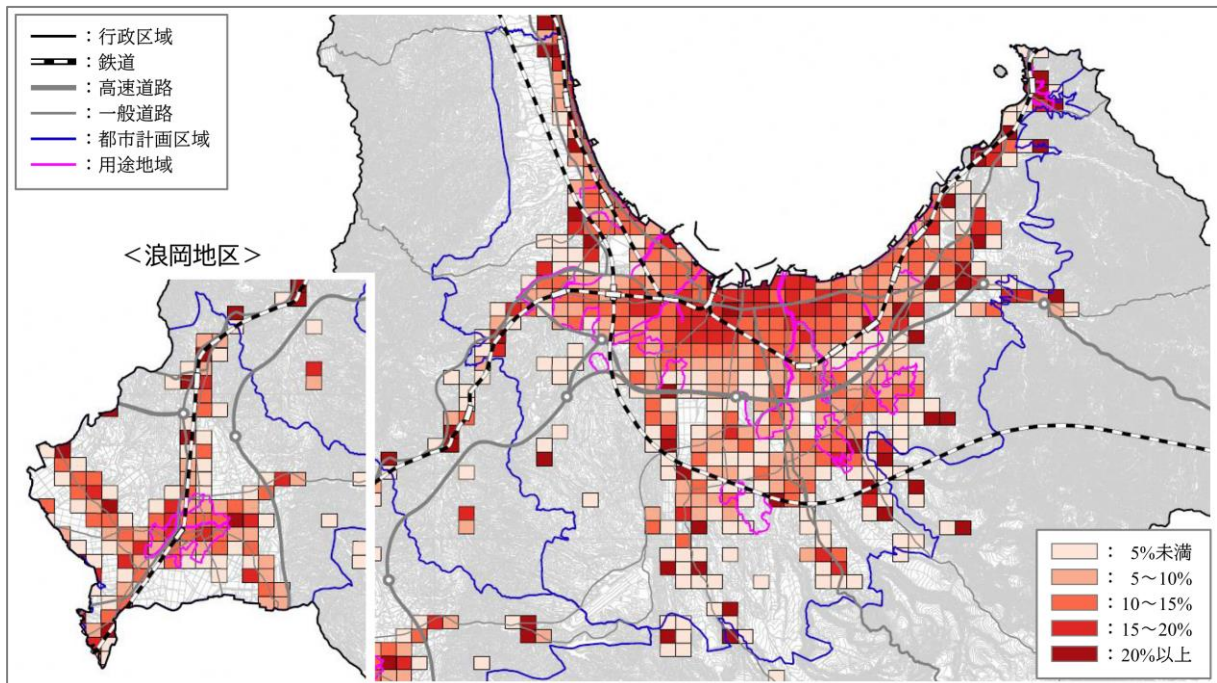 ：行政区域
：鉄道
：高速道路
：一般道路
：都市計画区域
：用途地域
＜浪岡地区＞
： 5%未満
： 5～10%
： 10～15%
： 15～20%
： 20%以上